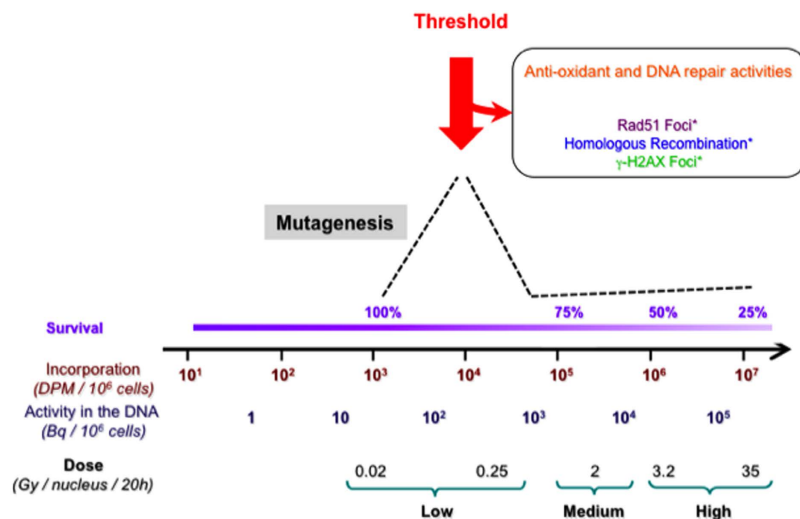 Threshold
Anti-oxidant and DNA repair activities
Rad51 Foci*
Homologous Recombination*
γ-H2AX Foci*
Mutagenesis
Survival 100% 75% 50% 25%
Incorporation
(DPM / 10⁶ cells)
10¹ 10² 10³ 10⁴ 10⁵ 10⁶ 10⁷
Activity in the DNA
(Bq / 10⁶ cells)
1 10 10² 10³ 10⁴ 10⁵
Dose
(Gy / nucleus / 20h)
0.02 0.25 2 3.2 35
Low Medium High